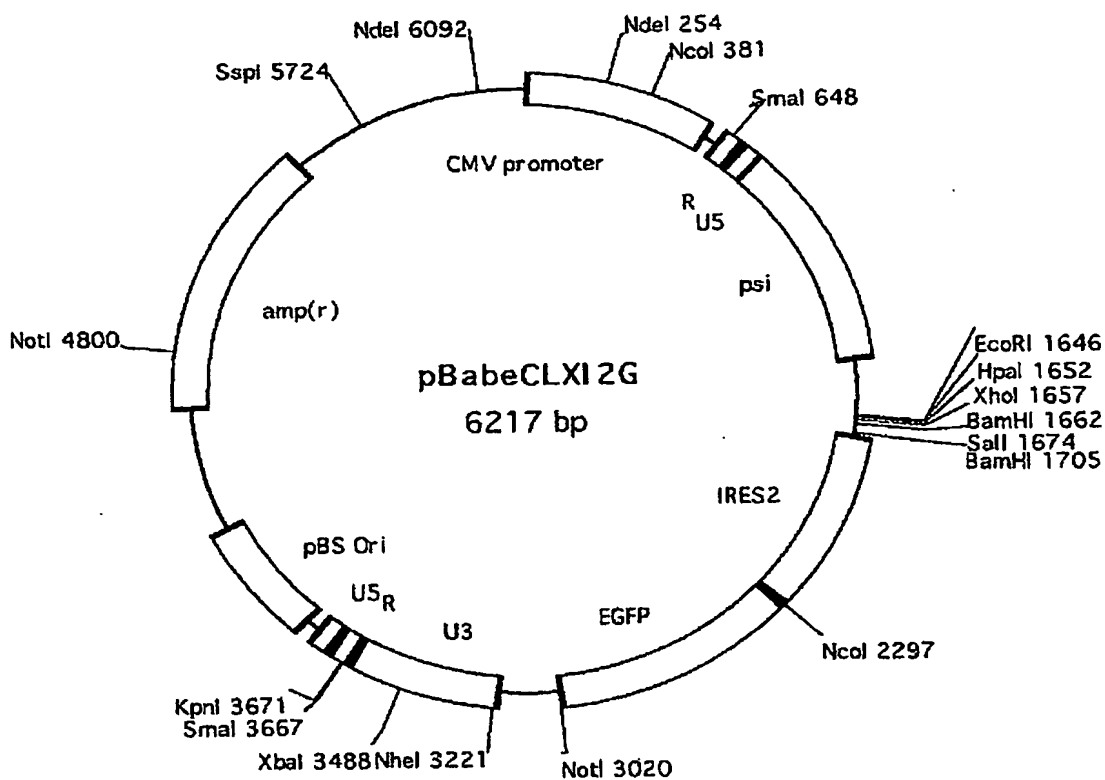 NdeI 6092
NdeI 254
NcoI 381
SspI 5724
SmaI 648
CMV promoter
R
U5
psi
amp(r)
NotI 4800
EcoRI 1646
HpaI 1652
XhoI 1657
BamHI 1662
SalI 1674
BamHI 1705
pBabeCLXI2G
6217 bp
IRES2
pBS Ori
U5
R
U3
EGFP
NcoI 2297
KpnI 3671
SmaI 3667
XbaI 3488
NheI 3221
NotI 3020